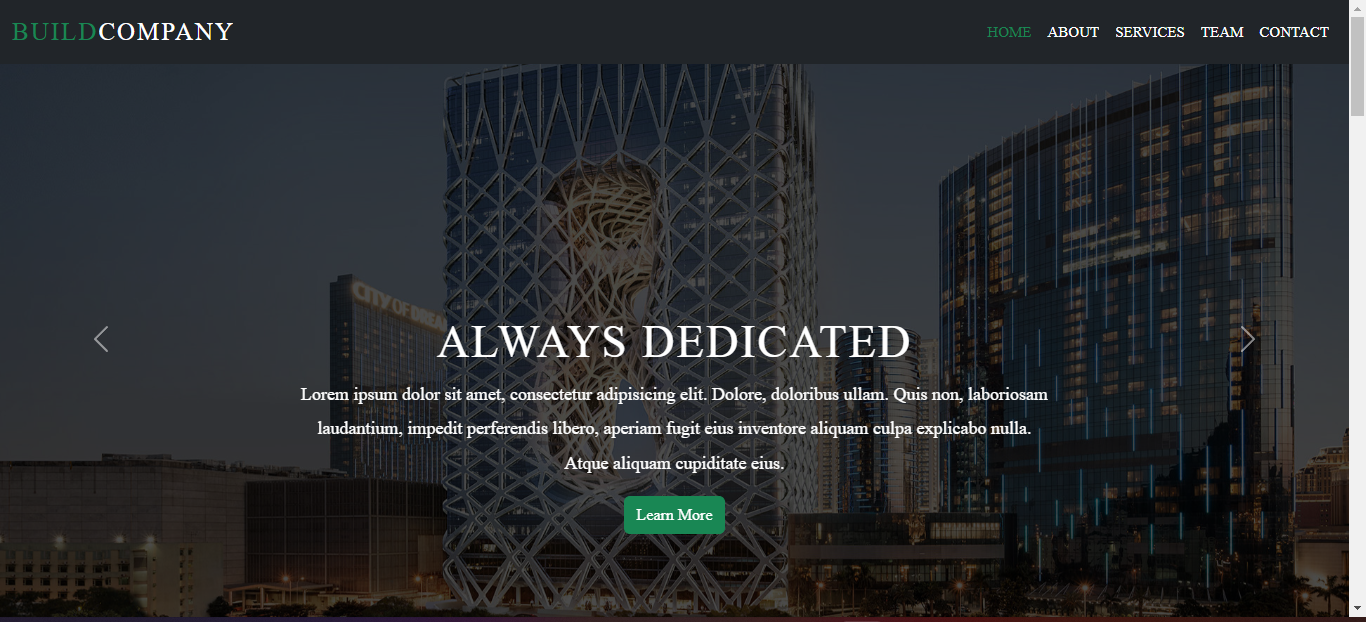 BUILDCOMPANY
HOME ABOUT SERVICES TEAM CONTACT
CITY OF DREAMS
ALWAYS DEDICATED
Lorem ipsum dolor sit amet, consectetur adipisicing elit. Dolore, doloribus ullam. Quis non, laboriosam
laudantium, impedit perferendis libero, aperiam fugit eius inventore aliquam culpa explicabo nulla.
Atque aliquam cupiditate eius.
Learn More